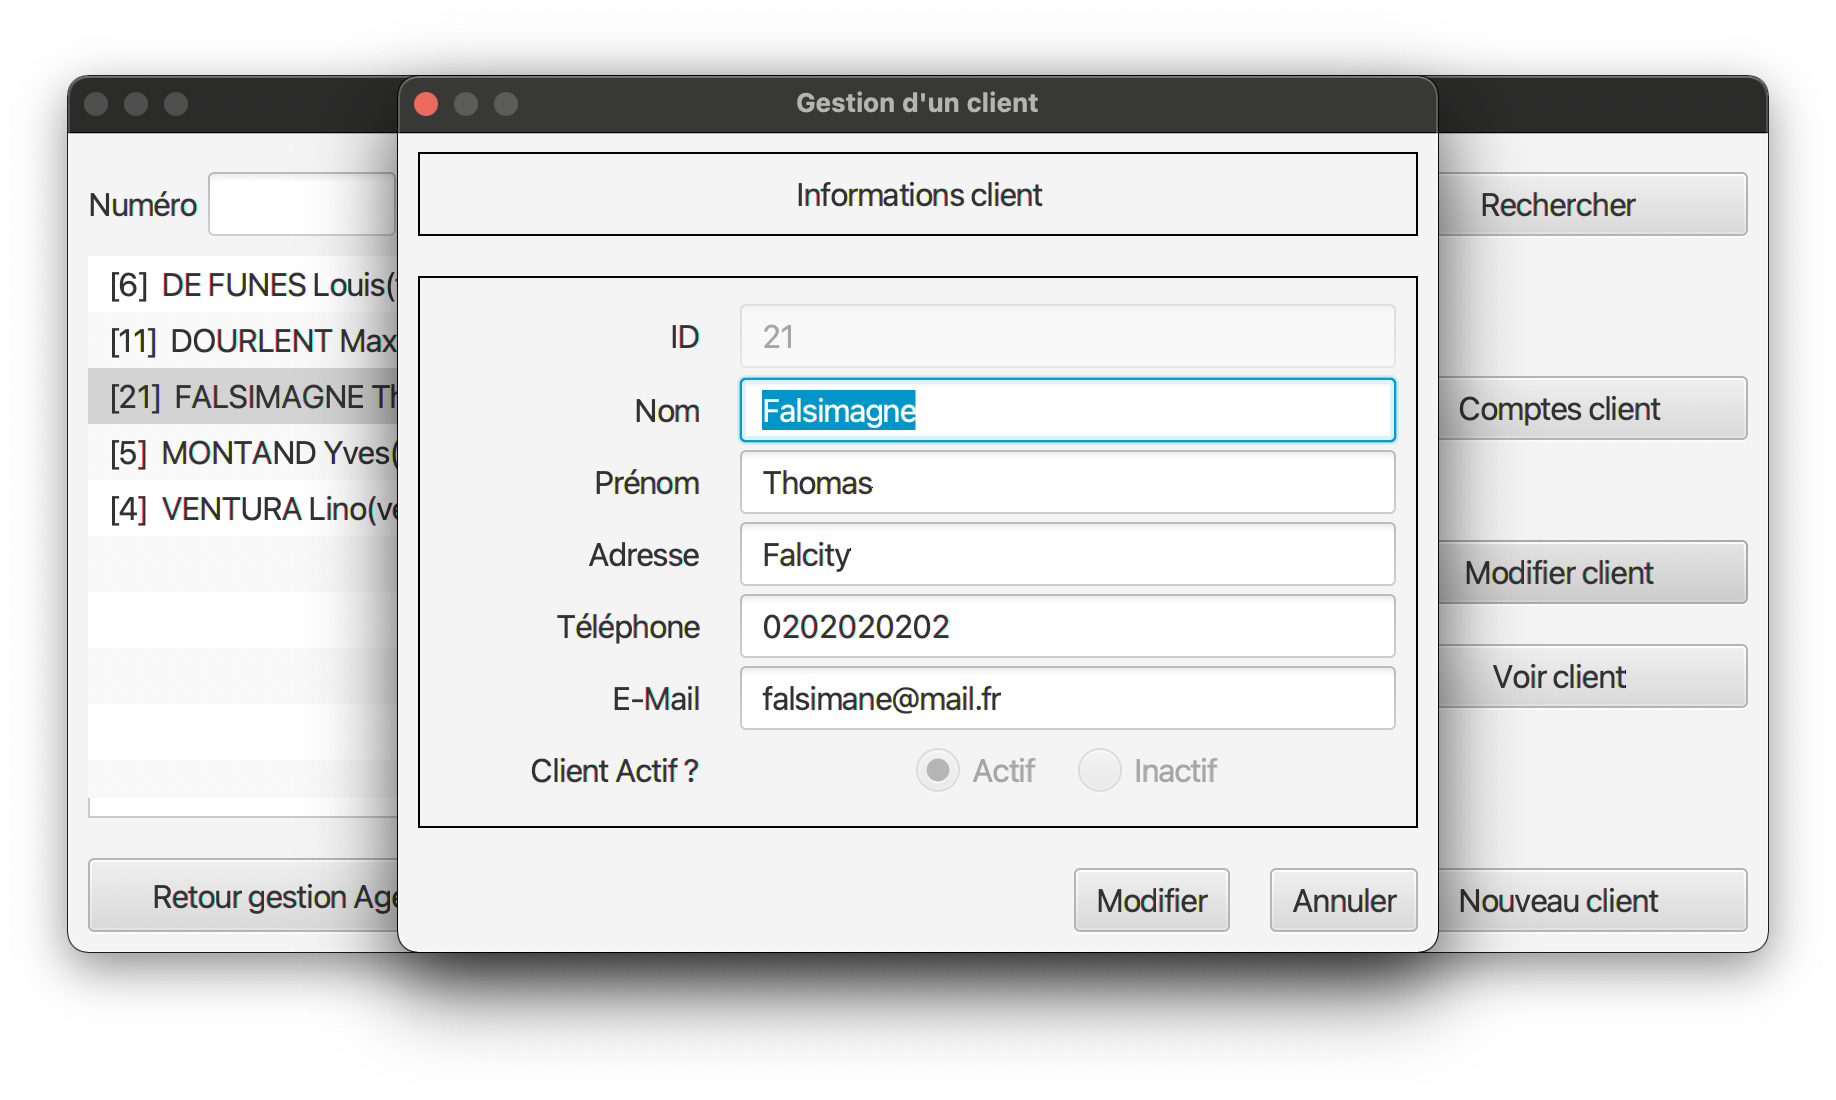 Gestion d'un client
Numéro
Rechercher
[6] DE FUNES Louis(
[11] DOURLENT Max
[21] FALSIMAGNE Th
[5] MONTAND Yves(
[4] VENTURA Lino(ve
Retour gestion Age
Informations client
ID 21
Nom Falsimagne
Prénom Thomas
Adresse Falcity
Téléphone 0202020202
E-Mail falsimane@mail.fr
Client Actif ? Actif Inactif
Modifier Annuler
Comptes client
Modifier client
Voir client
Nouveau client